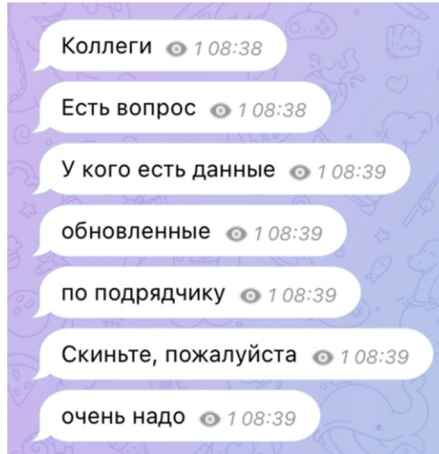 Коллеги 1 08:38
Есть вопрос 1 08:38
У кого есть данные 1 08:39
обновленные 1 08:39
по подрядчику 1 08:39
Скиньте, пожалуйста 1 08:39
очень надо 1 08:39